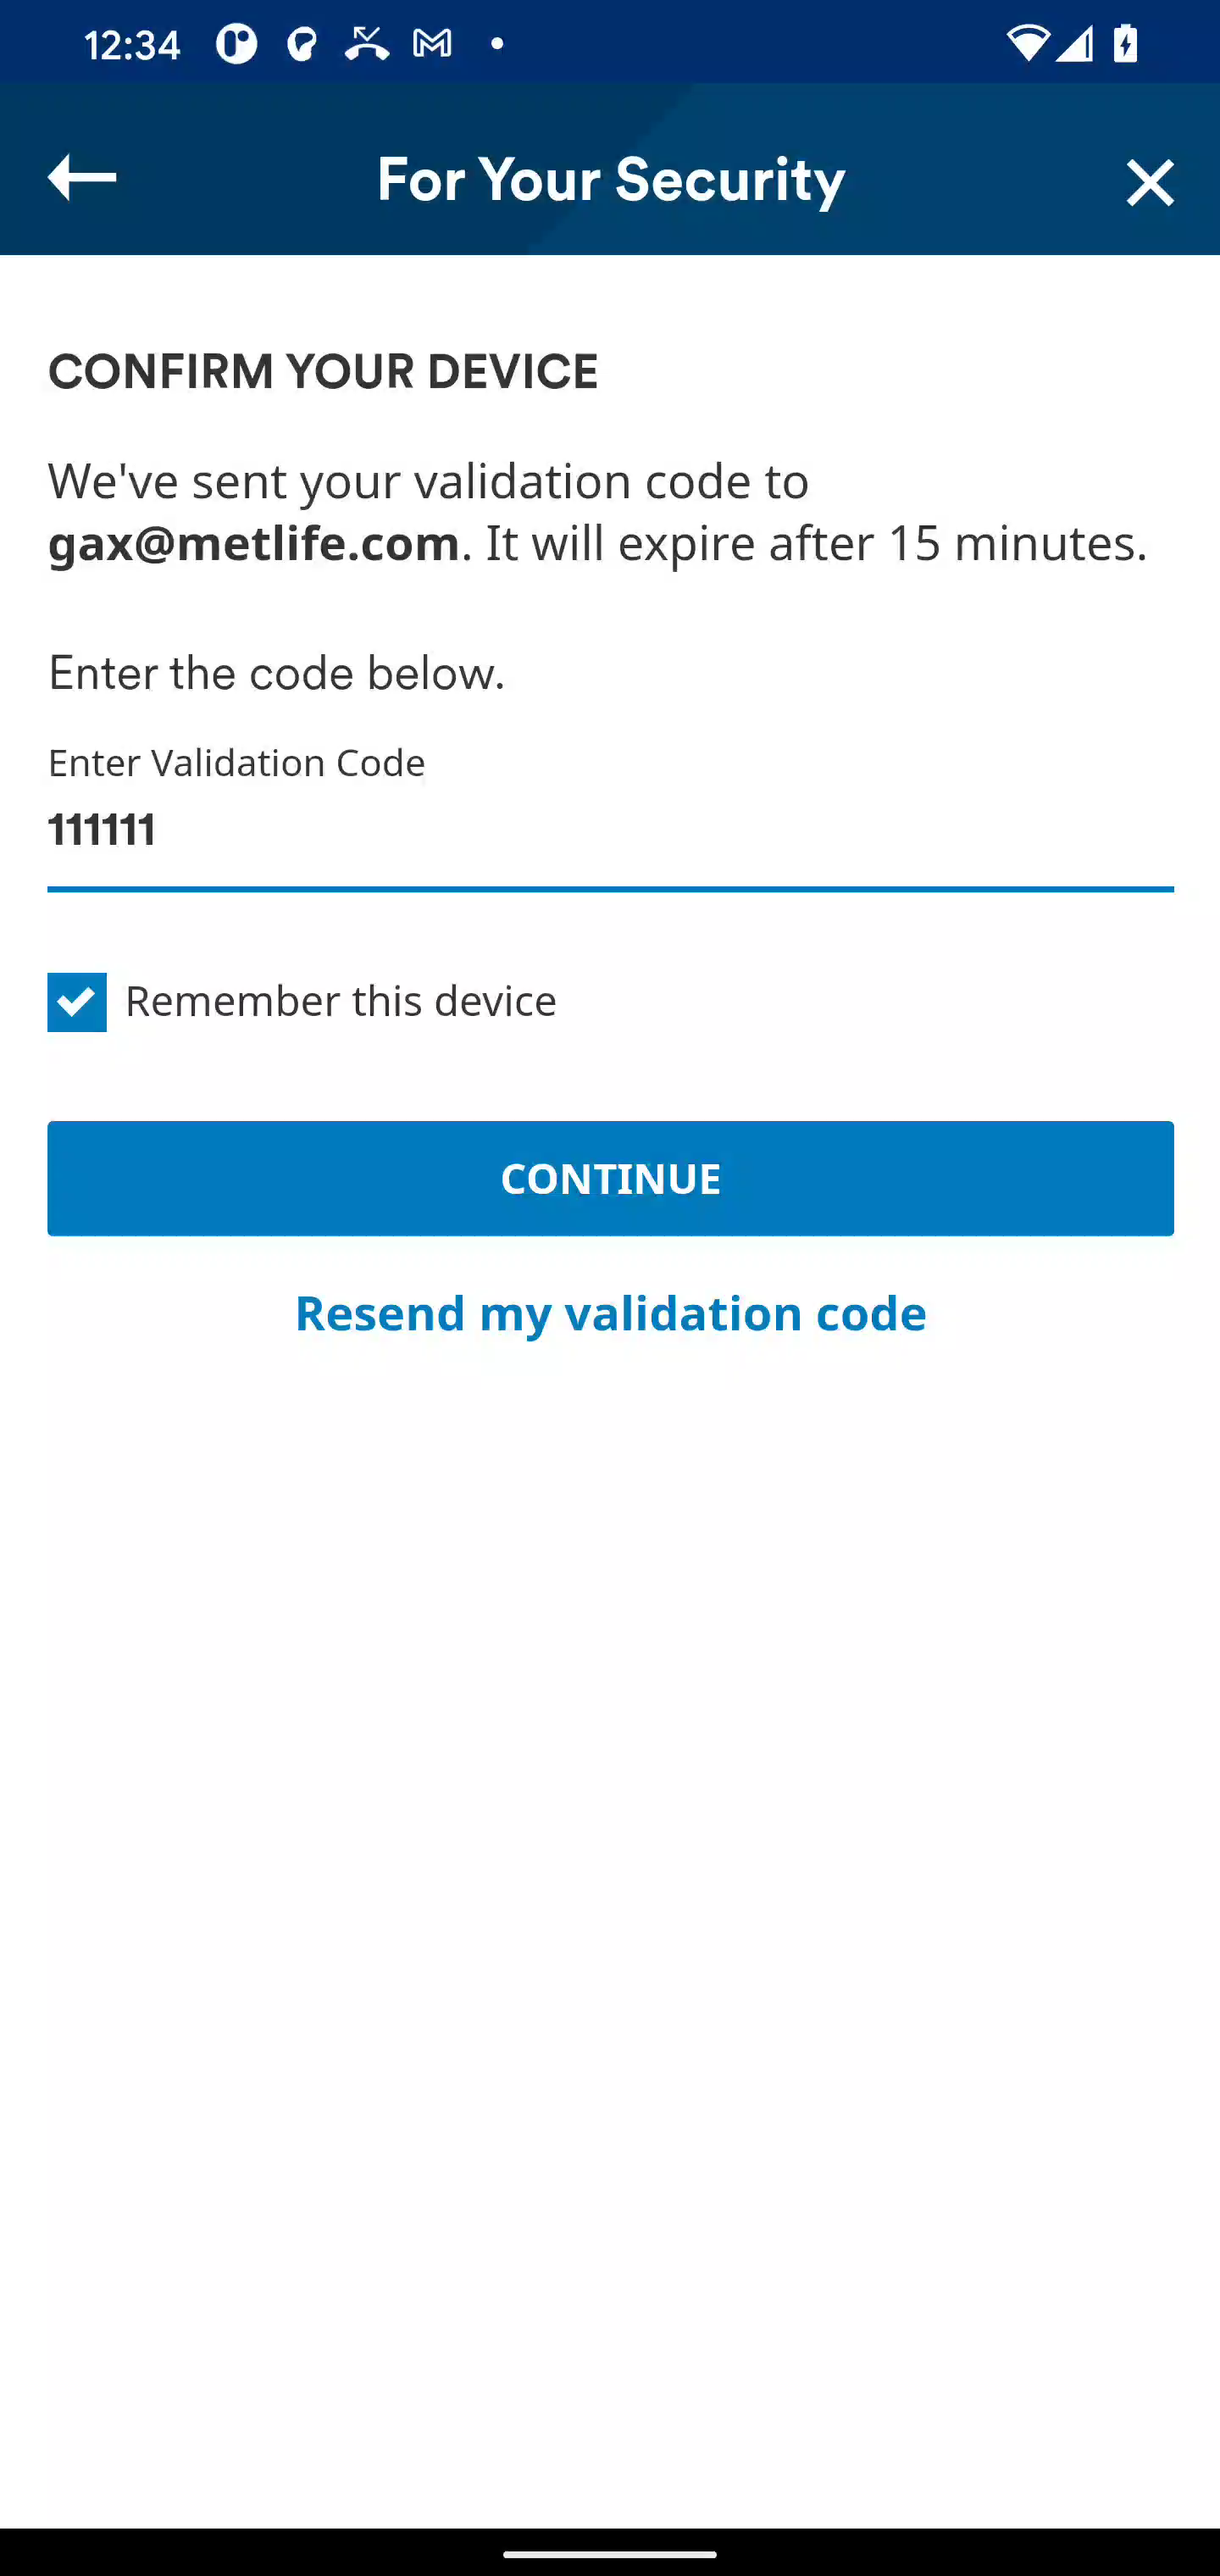 12:34
For Your Security
CONFIRM YOUR DEVICE
We've sent your validation code to
gax@metlife.com. It will expire after 15 minutes.
Enter the code below.
Enter Validation Code
111111
Remember this device
CONTINUE
Resend my validation code